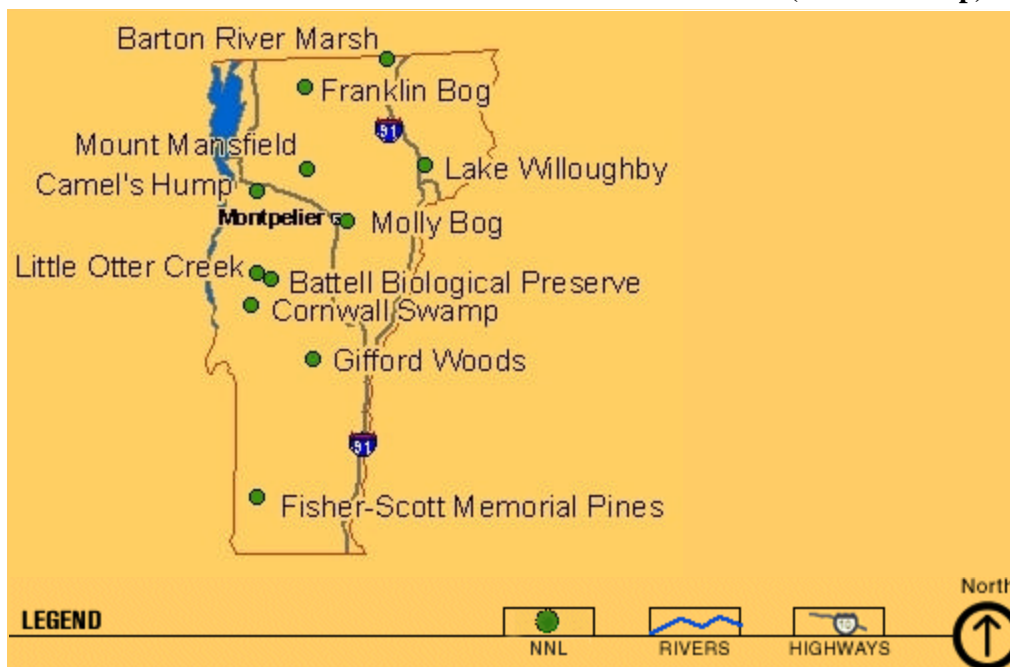 Barton River Marsh
Franklin Bog
91
Mount Mansfield
Lake Willoughby
Camel's Hump
Montpelier
Molly Bog
Little Otter Creek
Battell Biological Preserve
Cornwall Swamp
Gifford Woods
91
Fisher-Scott Memorial Pines
North
LEGEND
NNL
RIVERS
HIGHWAYS